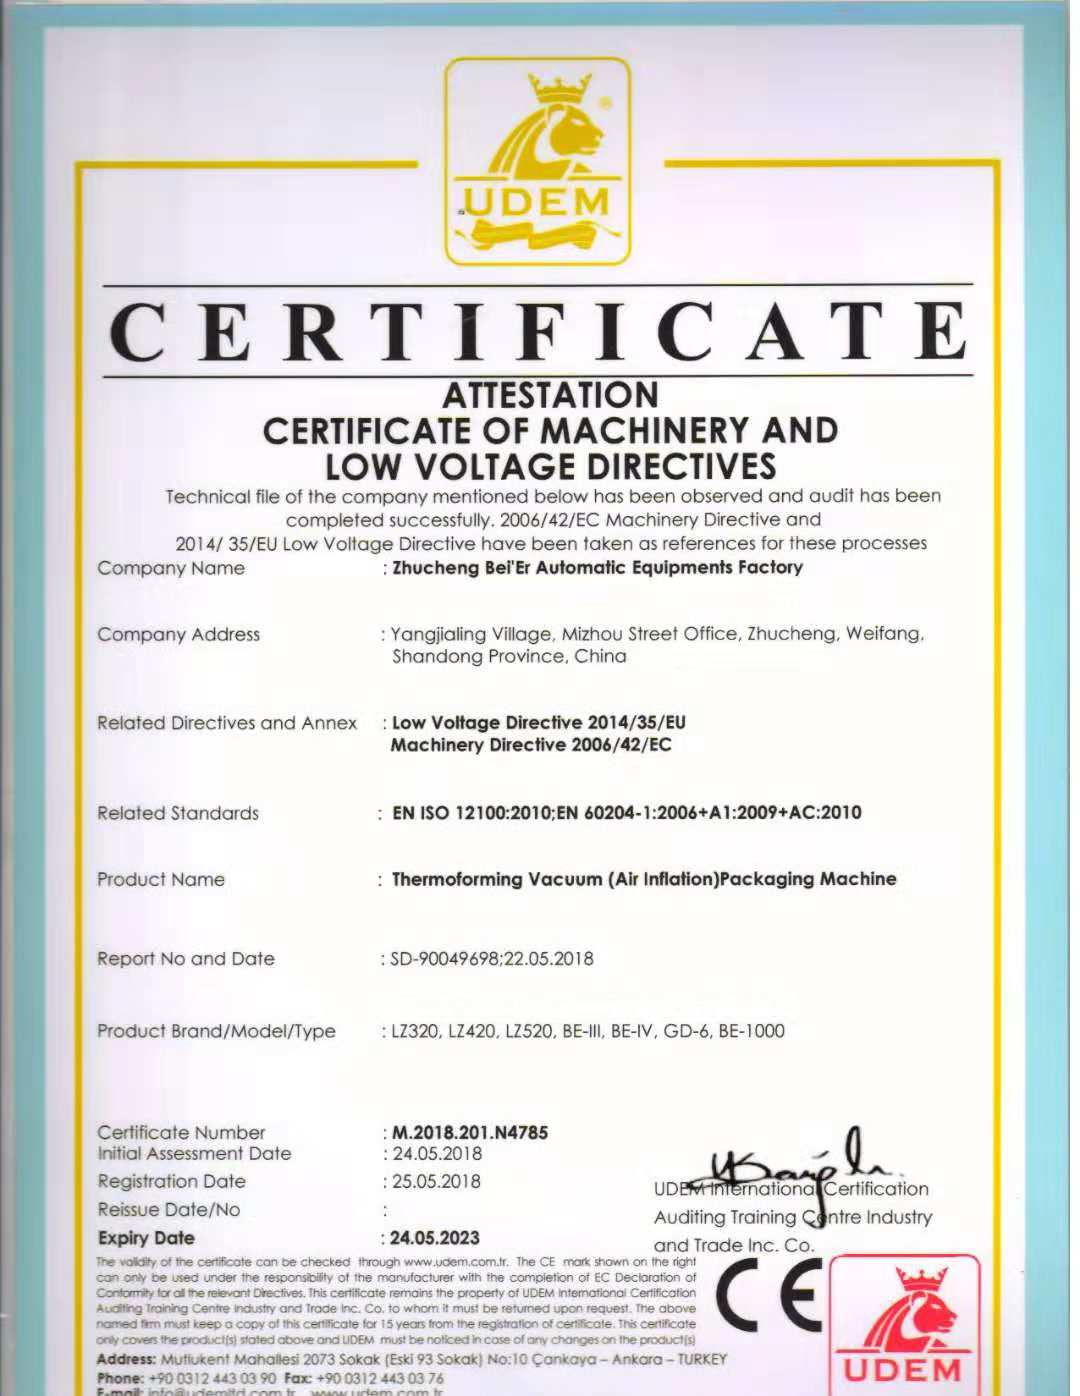 UDEM
CERTIFICATE
ATTESTATION
CERTIFICATE OF MACHINERY AND
LOW VOLTAGE DIRECTIVES
Technical file of the company mentioned below has been observed and audit has been
completed successfully. 2006/42/EC Machinery Directive and
2014/ 35/EU Low Voltage Directive have been taken as references for these processes
Company Name : Zhucheng Bei'Er Automatic Equipments Factory
Company Address : Yangjialing Village, Mizhou Street Office, Zhucheng, Weifang,
Shandong Province, China
Related Directives and Annex : Low Voltage Directive 2014/35/EU
Machinery Directive 2006/42/EC
Related Standards : EN ISO 12100:2010;EN 60204-1:2006+A1:2009+AC:2010
Product Name : Thermoforming Vacuum (Air Inflation)Packaging Machine
Report No and Date : SD-90049698;22.05.2018
Product Brand/Model/Type : LZ320, LZ420, LZ520, BE-III, BE-IV, GD-6, BE-1000
Certificate Number : M.2018.201.N4785
Initial Assessment Date : 24.05.2018
Registration Date : 25.05.2018
Reissue Date/No :
Expiry Date : 24.05.2023
UDEM International Certification
Auditing Training Centre Industry
and Trade Inc. Co.
The validity of the certificate can be checked through www.udem.com.tr. The CE mark shown on the right
can only be used under the responsibility of the manufacturer with the completion of EC Declaration of
Conformity for all the relevant Directives. This certificate remains the property of UDEM International Certification
Auditing Training Centre Industry and Trade Inc. Co. to whom it must be returned upon request. The above
named firm must keep a copy of this certificate for 15 years from the registration of certificate. This certificate
only covers the product(s) stated above and UDEM must be noticed in case of any changes on the product(s)
Address: Mutlukent Mahallesi 2073 Sokak (Eski 93 Sokak) No:10 Çankaya – Ankara – TURKEY
Phone: +90 0312 443 03 90 Fax: +90 0312 443 03 76
E-mail: info@udemltd.com.tr www.udem.com.tr
CE
UDEM